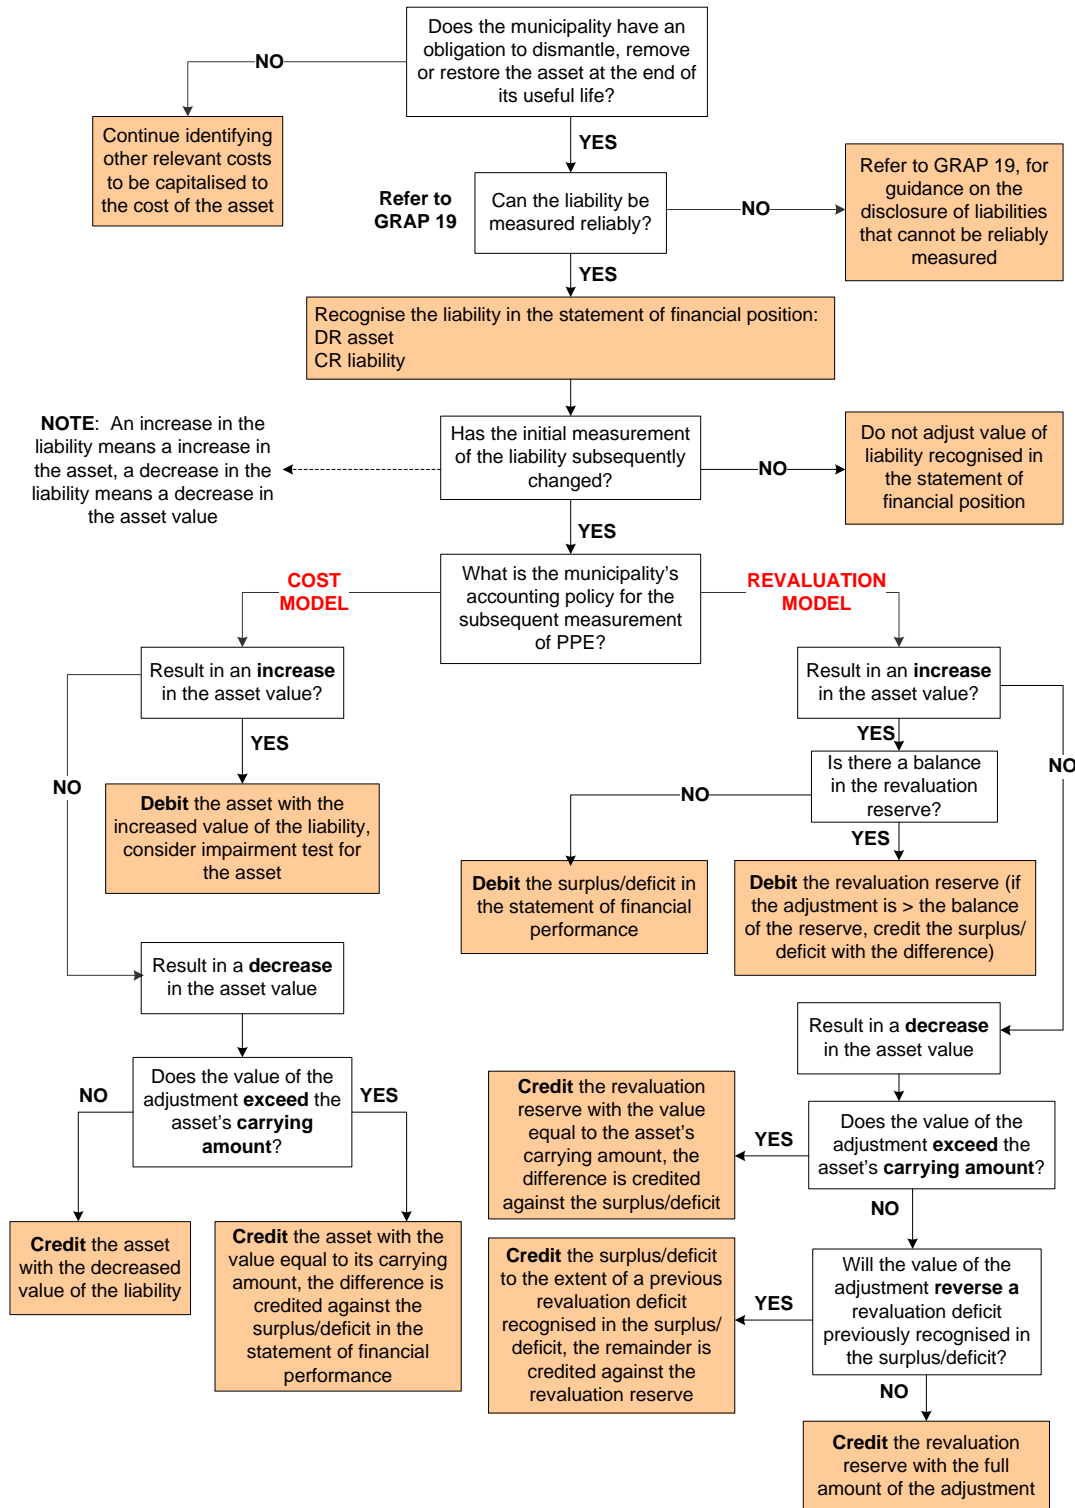 Does the municipality have an
obligation to dismantle, remove
or restore the asset at the end of
its useful life?
NO
YES
Continue identifying
other relevant costs
to be capitalised to
the cost of the asset
Refer to
GRAP 19
Can the liability be
measured reliably?
NO
Refer to GRAP 19, for
guidance on the
disclosure of liabilities
that cannot be reliably
measured
YES
Recognise the liability in the statement of financial position:
DR asset
CR liability
NOTE:  An increase in the
liability means a increase in
the asset, a decrease in the
liability means a decrease in
the asset value
Has the initial measurement
of the liability subsequently
changed?
NO
Do not adjust value of
liability recognised in
the statement of
financial position
YES
What is the municipality's
accounting policy for the
subsequent measurement
of PPE?
COST
MODEL
REVALUATION
MODEL
Result in an increase
in the asset value?
YES
NO
Debit the asset with the
increased value of the liability,
consider impairment test for
the asset
Result in an increase
in the asset value?
YES
NO
Is there a balance
in the revaluation
reserve?
NO
YES
Debit the surplus/deficit in
the statement of financial
performance
Debit the revaluation reserve (if
the adjustment is > the balance
of the reserve, credit the surplus/
deficit with the difference)
Result in a decrease
in the asset value
Does the value of the
adjustment exceed the
asset's carrying
amount?
NO
YES
Credit the asset
with the decreased
value of the liability
Credit the asset with the
value equal to its carrying
amount, the difference is
credited against the
surplus/deficit in the
statement of financial
performance
Result in a decrease
in the asset value
Does the value of the
adjustment exceed the
asset's carrying amount?
YES
Credit the revaluation
reserve with the value
equal to the asset's
carrying amount, the
difference is credited
against the surplus/deficit
NO
Will the value of the
adjustment reverse a
revaluation deficit
previously recognised in
the surplus/deficit?
YES
Credit the surplus/deficit
to the extent of a previous
revaluation deficit
recognised in the surplus/
deficit, the remainder is
credited against the
revaluation reserve
NO
Credit the revaluation
reserve with the full
amount of the adjustment